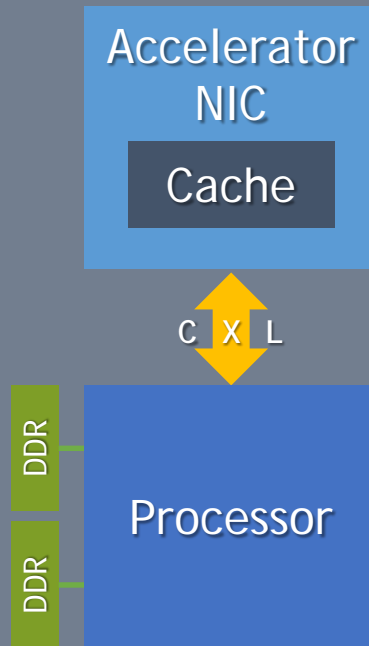 Accelerator
NIC
Cache
C X L
DDR
Processor
DDR